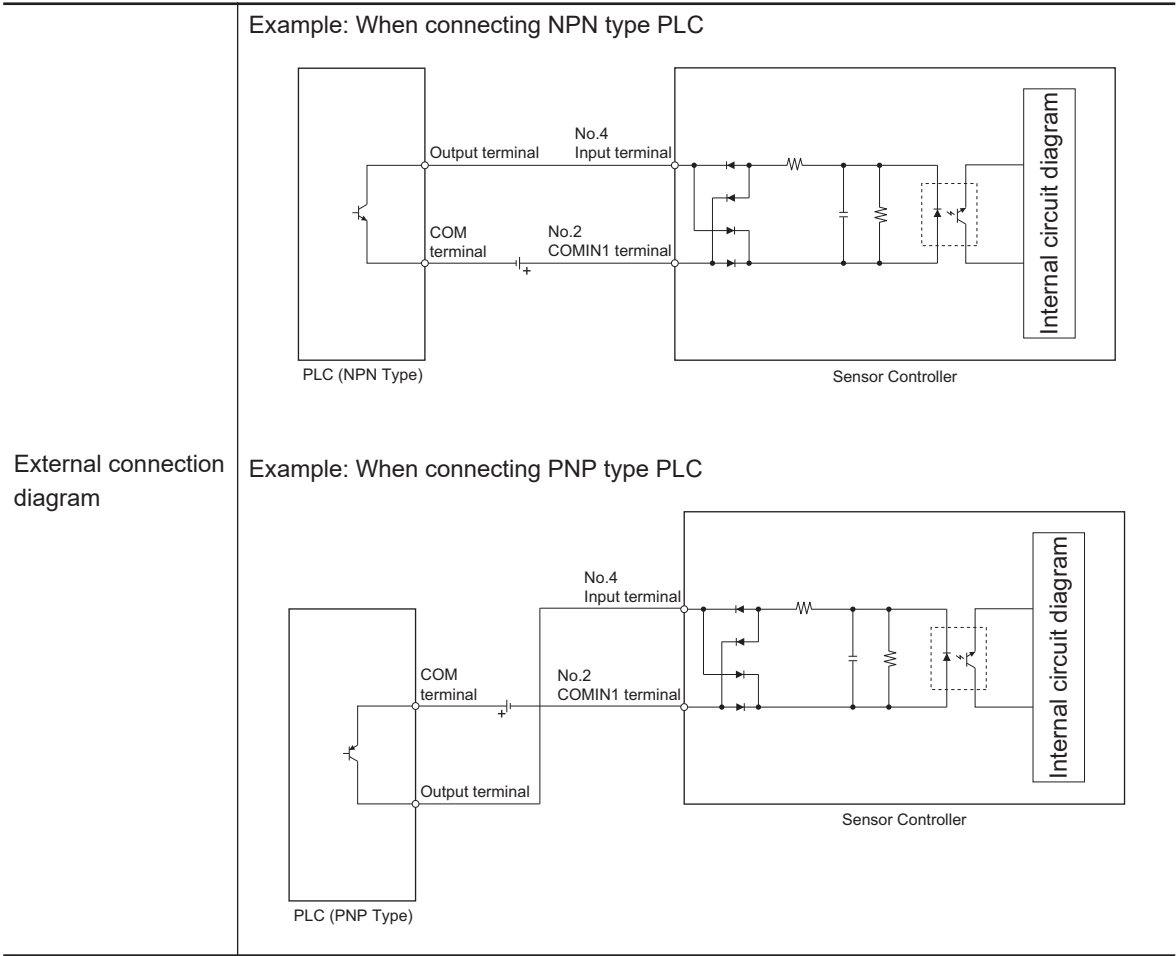 Example: When connecting NPN type PLC
No.4
Output terminal
Input terminal
COM
terminal
No.2
COMIN1 terminal
+
Internal circuit diagram
PLC (NPN Type)
Sensor Controller
External connection
diagram
Example: When connecting PNP type PLC
No.4
Input terminal
COM
terminal
No.2
COMIN1 terminal
+
Output terminal
Internal circuit diagram
Sensor Controller
PLC (PNP Type)